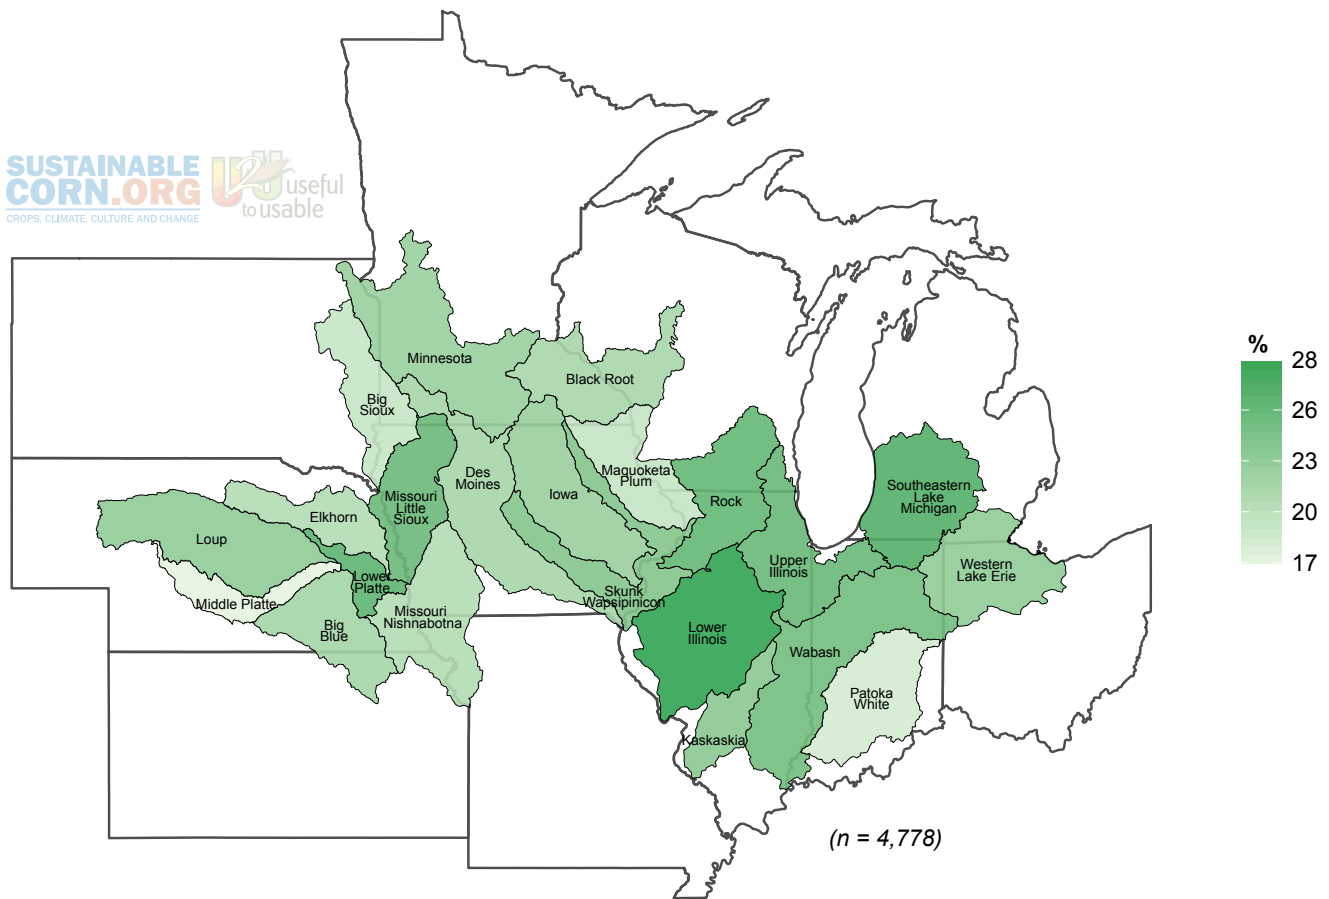 SUSTAINABLE
CORN.ORG
CROPS, CLIMATE, CULTURE AND CHANGE
U2U
useful
to usable
Minnesota
Black Root
Big
Sioux
Maquoketa
Plum
Des
Moines
Iowa
Missouri
Little
Sioux
Rock
Southeastern
Lake
Michigan
Elkhorn
Loup
Upper
Illinois
Western
Lake Erie
Lower
Platte
Middle Platte
Skunk
Wapsipinicon
Missouri
Nishnabotna
Big
Blue
Lower
Illinois
Wabash
Patoka
White
Kaskaskia
%
28
26
23
20
17
(n = 4,778)